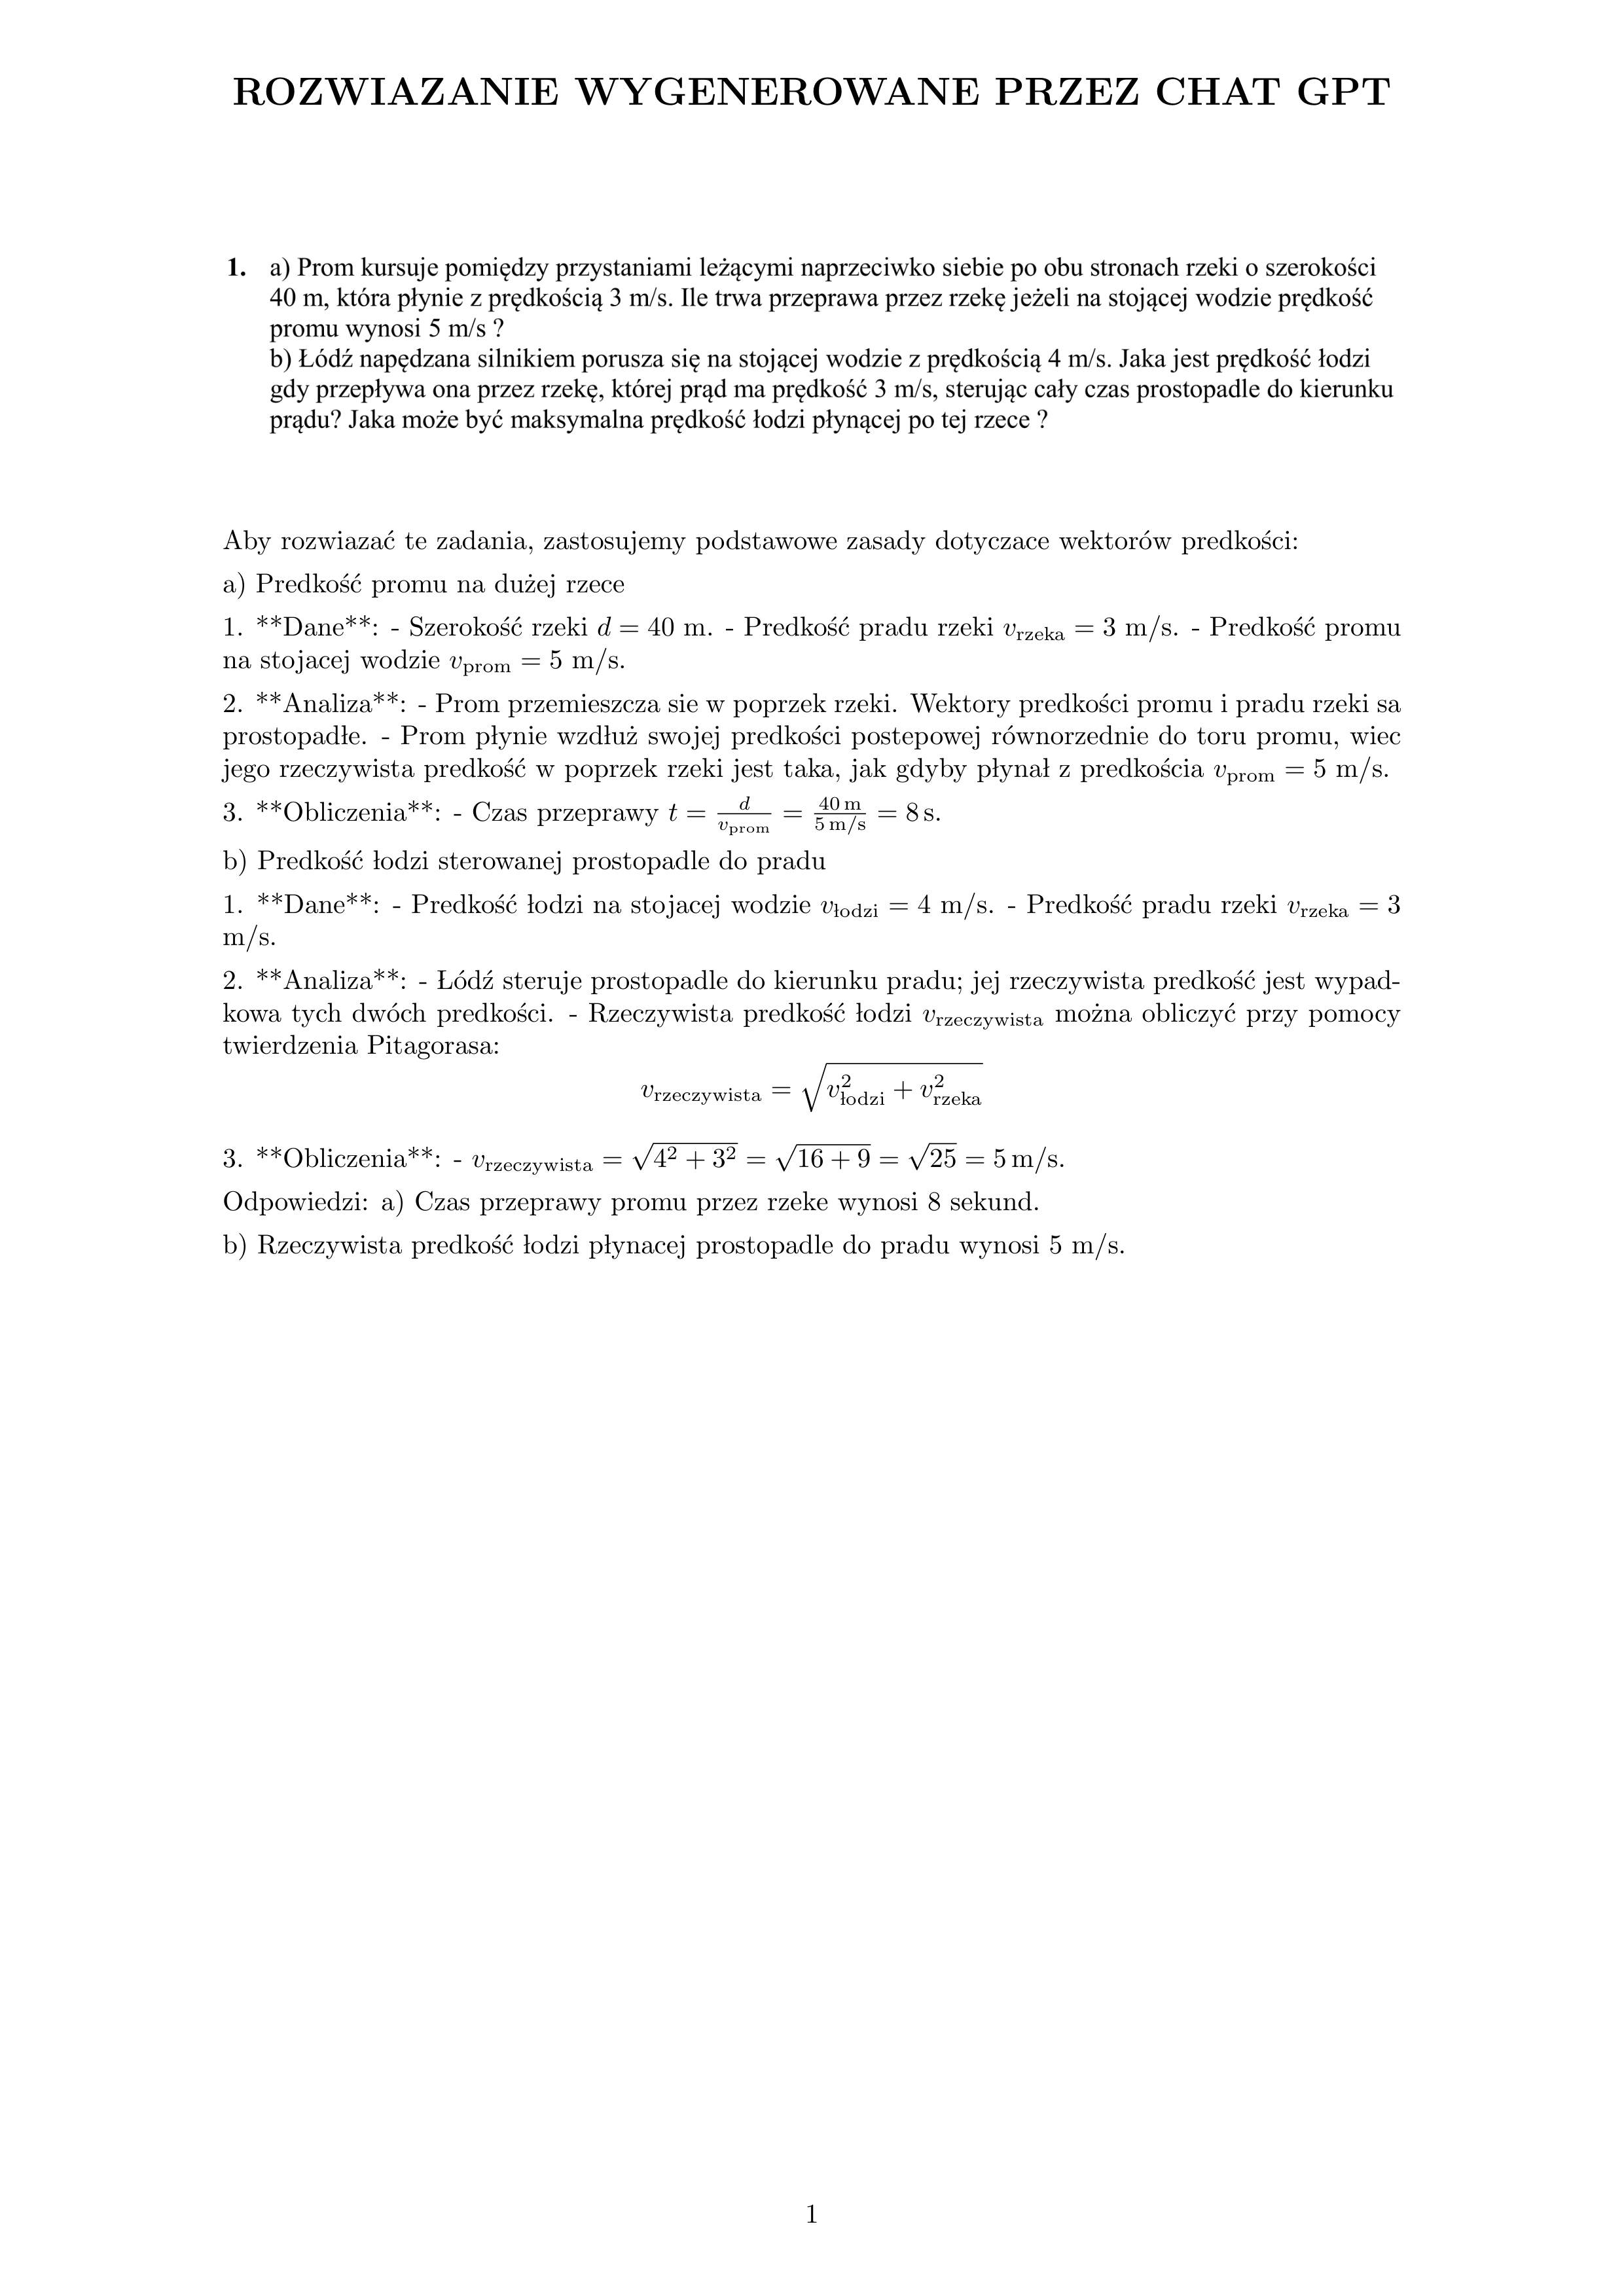 ROZWIAZANIE WYGENEROWANE PRZEZ CHAT GPT
1. a) Prom kursuje pomiędzy przystaniami leżącymi naprzeciwko siebie po obu stronach rzeki o szerokości
40 m, która płynie z prędkością 3 m/s. Ile trwa przeprawa przez rzekę jeżeli na stojącej wodzie prędkość
promu wynosi 5 m/s ?
b) Łódź napędzana silnikiem porusza się na stojącej wodzie z prędkością 4 m/s. Jaka jest prędkość łodzi
gdy przepływa ona przez rzekę, której prąd ma prędkość 3 m/s, sterując cały czas prostopadle do kierunku
prądu? Jaka może być maksymalna prędkość łodzi płynącej po tej rzece ?
Aby rozwiazać te zadania, zastosujemy podstawowe zasady dotyczace wektorów predkości:
a) Predkość promu na dużej rzece
1. **Dane**: - Szerokość rzeki $d = 40$ m. - Predkość pradu rzeki $v_{\text{rzeka}} = 3$ m/s. - Predkość promu
na stojacej wodzie $v_{\text{prom}} = 5$ m/s.
2. **Analiza**: - Prom przemieszcza sie w poprzek rzeki. Wektory predkości promu i pradu rzeki sa
prostopadłe. - Prom płynie wzdłuż swojej predkości postepowej równorzednie do toru promu, wiec
jego rzeczywista predkość w poprzek rzeki jest taka, jak gdyby płynał z predkościa $v_{\text{prom}} = 5$ m/s.
3. **Obliczenia**: - Czas przeprawy $t = \frac{d}{v_{\text{prom}}} = \frac{40\,\text{m}}{5\,\text{m/s}} = 8\,\text{s}$.
b) Predkość łodzi sterowanej prostopadle do pradu
1. **Dane**: - Predkość łodzi na stojacej wodzie $v_{\text{łodzi}} = 4$ m/s. - Predkość pradu rzeki $v_{\text{rzeka}} = 3$
m/s.
2. **Analiza**: - Łódź steruje prostopadle do kierunku pradu; jej rzeczywista predkość jest wypad-
kowa tych dwóch predkości. - Rzeczywista predkość łodzi $v_{\text{rzeczywista}}$ można obliczyć przy pomocy
twierdzenia Pitagorasa:
$v_{\text{rzeczywista}} = \sqrt{v_{\text{łodzi}}^2 + v_{\text{rzeka}}^2}$
3. **Obliczenia**: - $v_{\text{rzeczywista}} = \sqrt{4^2 + 3^2} = \sqrt{16 + 9} = \sqrt{25} = 5\,\text{m/s}$.
Odpowiedzi: a) Czas przeprawy promu przez rzeke wynosi 8 sekund.
b) Rzeczywista predkość łodzi płynacej prostopadle do pradu wynosi 5 m/s.
1